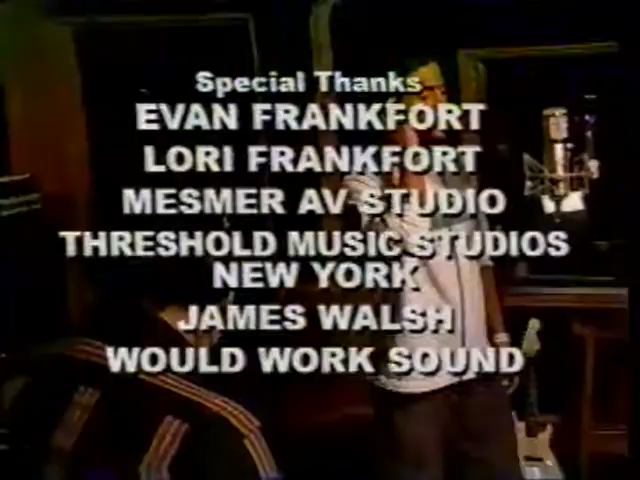 Special Thanks
EVAN FRANKFORT
LORI FRANKFORT
MESMER AV STUDIO
THRESHOLD MUSIC STUDIOS
NEW YORK
JAMES WALSH
WOULD WORK SOUND